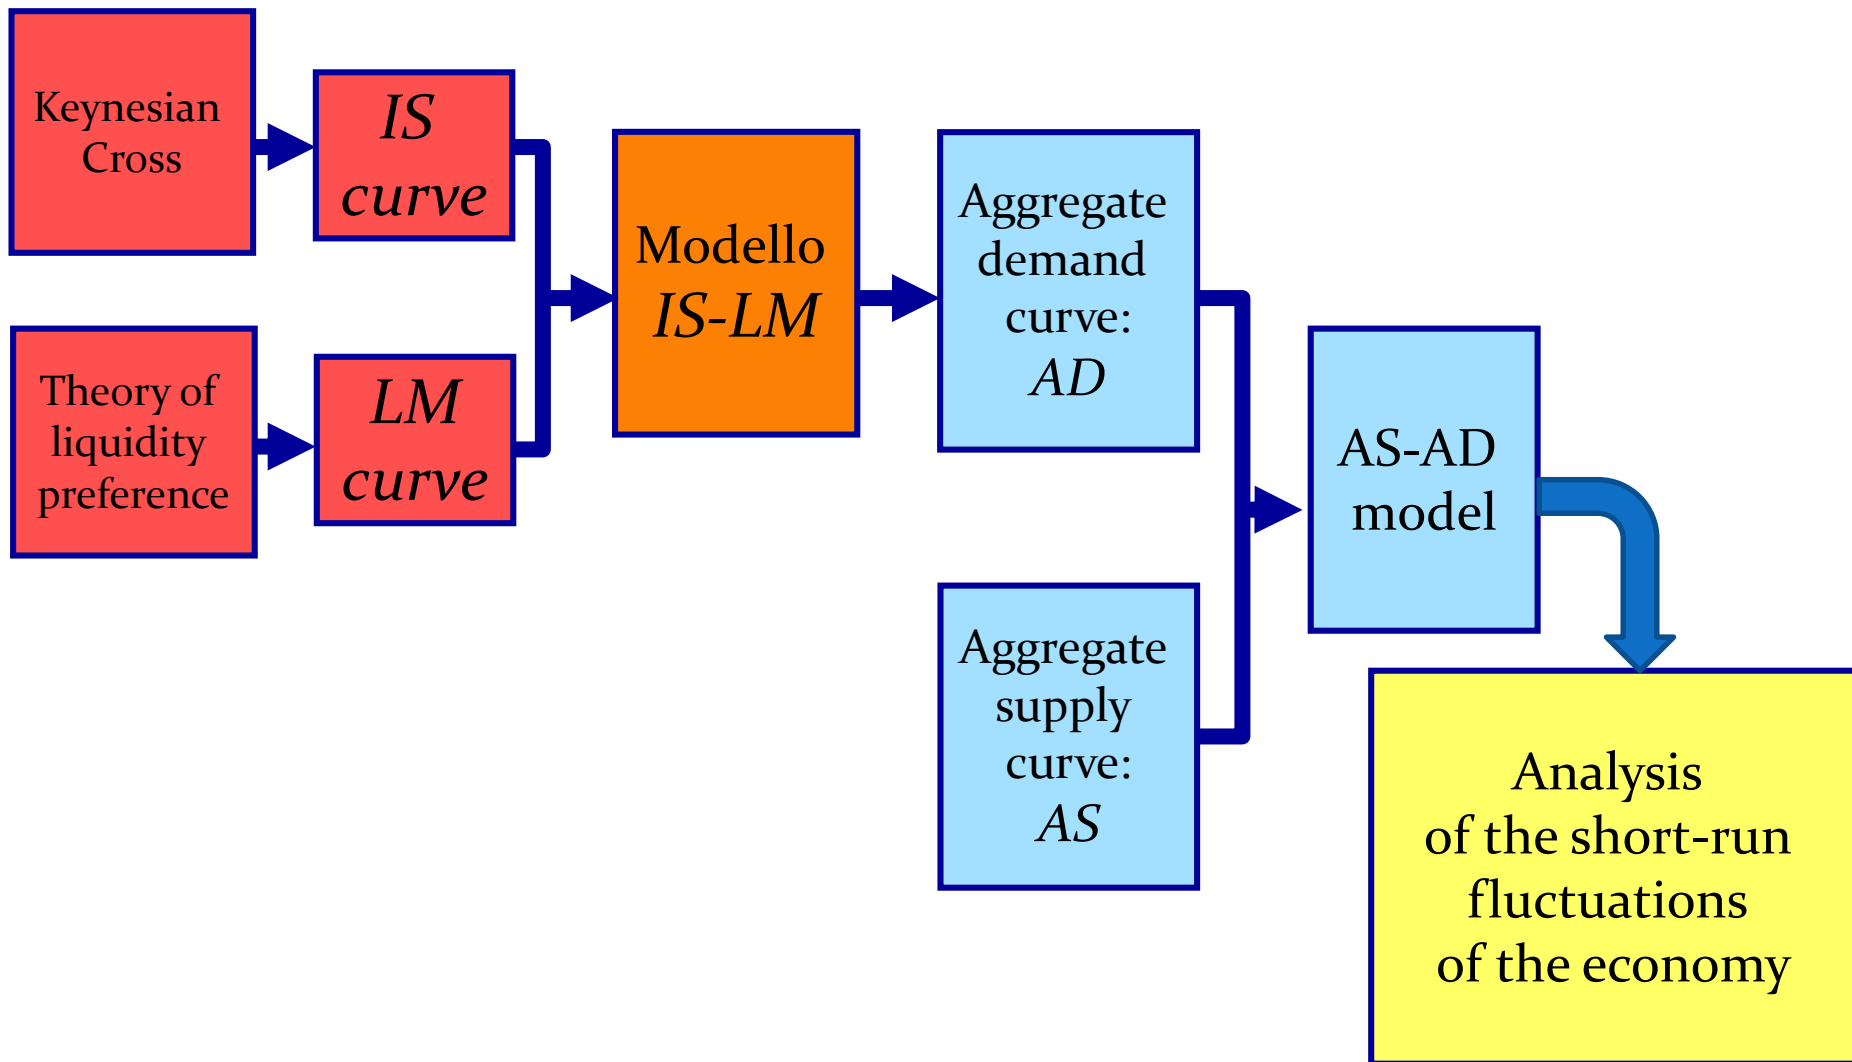 Keynesian
Cross
IS
curve
Theory of
liquidity
preference
LM
curve
Modello
IS-LM
Aggregate
demand
curve:
AD
Aggregate
supply
curve:
AS
AS-AD
model
Analysis
of the short-run
fluctuations
of the economy